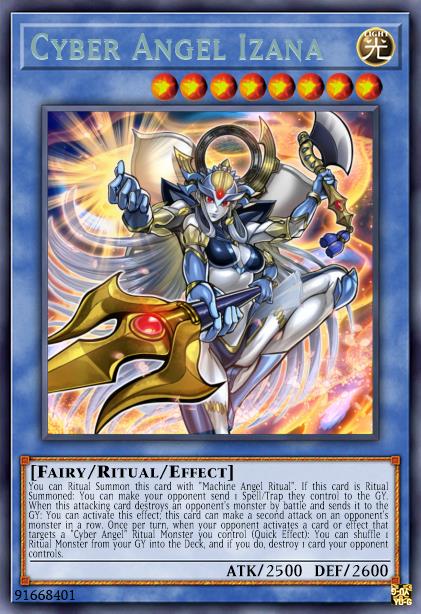 CYBER ANGEL IZANA
LIGHT
光
[FAIRY/RITUAL/EFFECT]
You can Ritual Summon this card with "Machine Angel Ritual". If this card is Ritual
Summoned: You can make your opponent send 1 Spell/Trap they control to the GY.
When this attacking card destroys an opponent's monster by battle and sends it to the
GY: You can activate this effect; this card can make a second attack on an opponent's
monster in a row. Once per turn, when your opponent activates a card or effect that
targets a "Cyber Angel" Ritual Monster you control (Quick Effect): You can shuffle 1
Ritual Monster from your GY into the Deck, and if you do, destroy 1 card your opponent
controls.
ATK/2500 DEF/2600
91668401